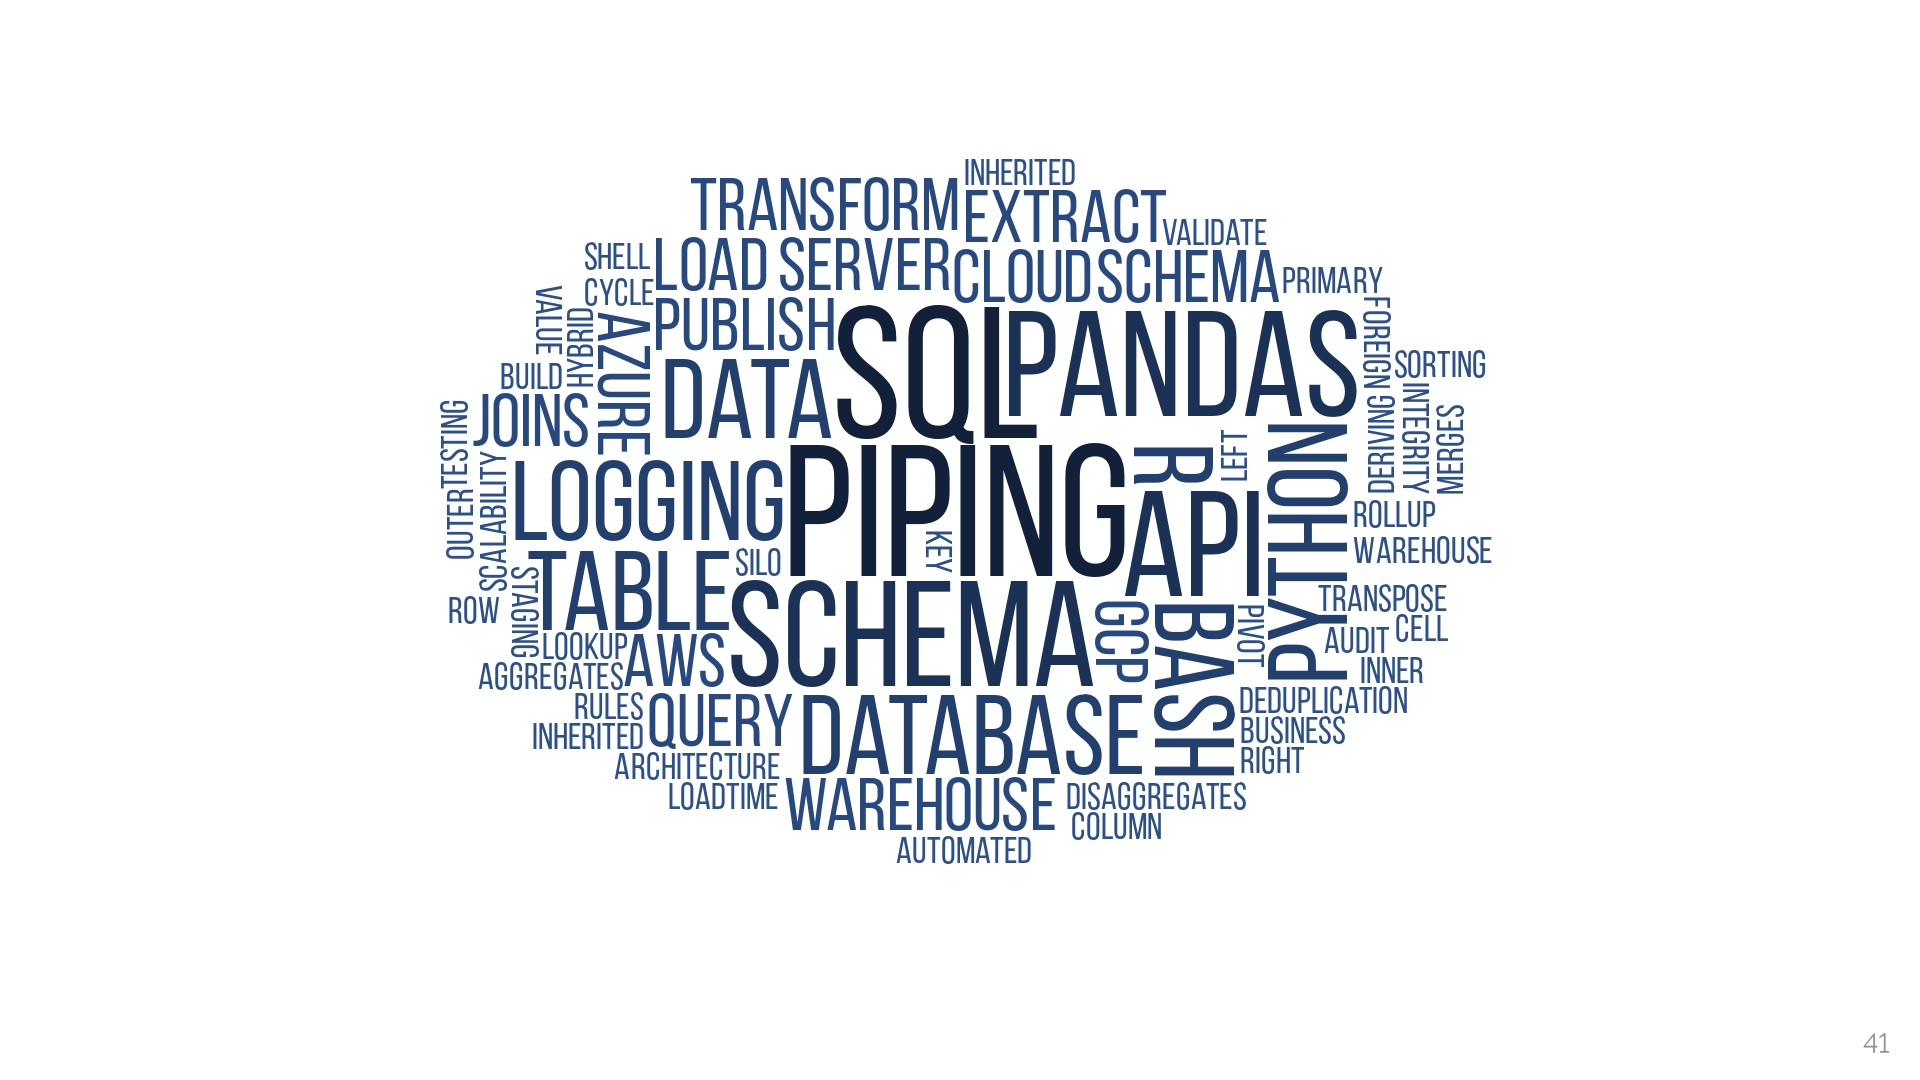 INHERITED
TRANSFORM
EXTRACT
VALIDATE
SHELL
LOAD
SERVER
CLOUD
SCHEMA
PRIMARY
CYCLE
VALUE
HYBRID
AZURE
PUBLISH
SQL
PANDAS
FOREIGN
SORTING
BUILD
DATA
JOINS
INTEGRITY
DERIVING
MERGES
TESTING
LOGGING
PIPING
R
LEFT
PYTHON
OUTER
SCALABILITY
API
ROLLUP
KEY
WAREHOUSE
TABLE
SILO
STAGING
SCHEMA
TRANSPOSE
ROW
GCP
BASH
PIVOT
AUDIT
CELL
LOOKUP
AWS
INNER
AGGREGATES
RULES
QUERY
DATABASE
DEDUPLICATION
INHERITED
BUSINESS
ARCHITECTURE
RIGHT
LOADTIME
WAREHOUSE
DISAGGREGATES
COLUMN
AUTOMATED
41